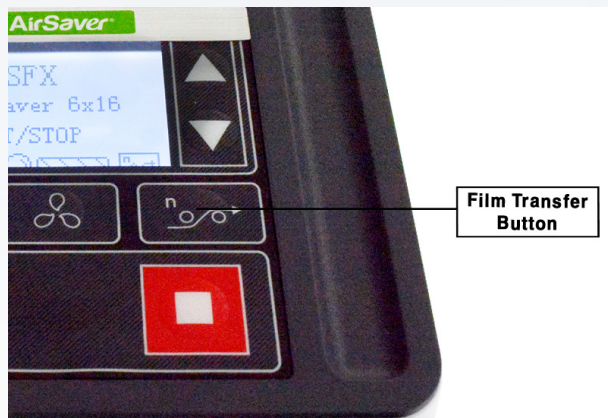 AirSaver
SFX
aver 6x16
T/STOP
n
Film Transfer
Button